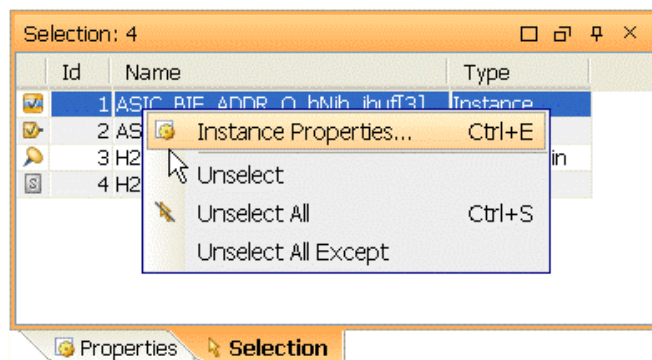 Selection: 4
Id Name Type
1 ASIC_BIF_ADDR_O_hNih_ibuf[3] Instance
2 AS
Instance Properties... Ctrl+E
3 H2 in
Unselect
4 H2
Unselect All Ctrl+S
Unselect All Except
Properties Selection